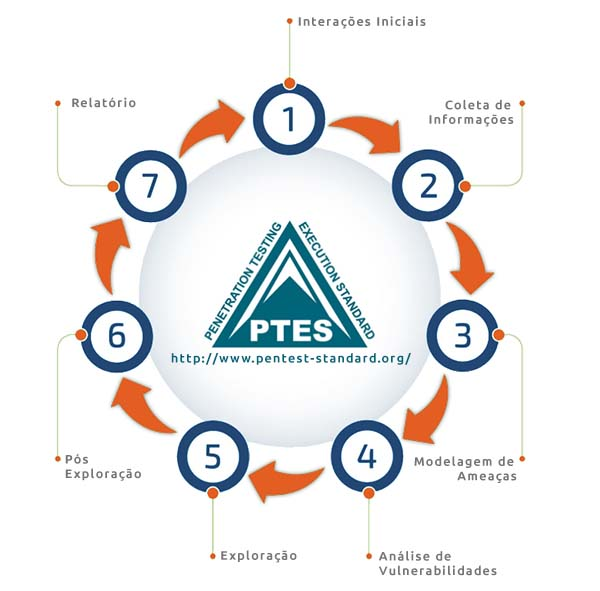 Interações Iniciais
1
Coleta de
Informações
2
3
Modelagem de
Ameaças
4
Análise de
Vulnerabilidades
5
Exploração
6
Pós
Exploração
7
Relatório
PENETRATION TESTING
EXECUTION STANDARD
PTES
http://www.pentest-standard.org/